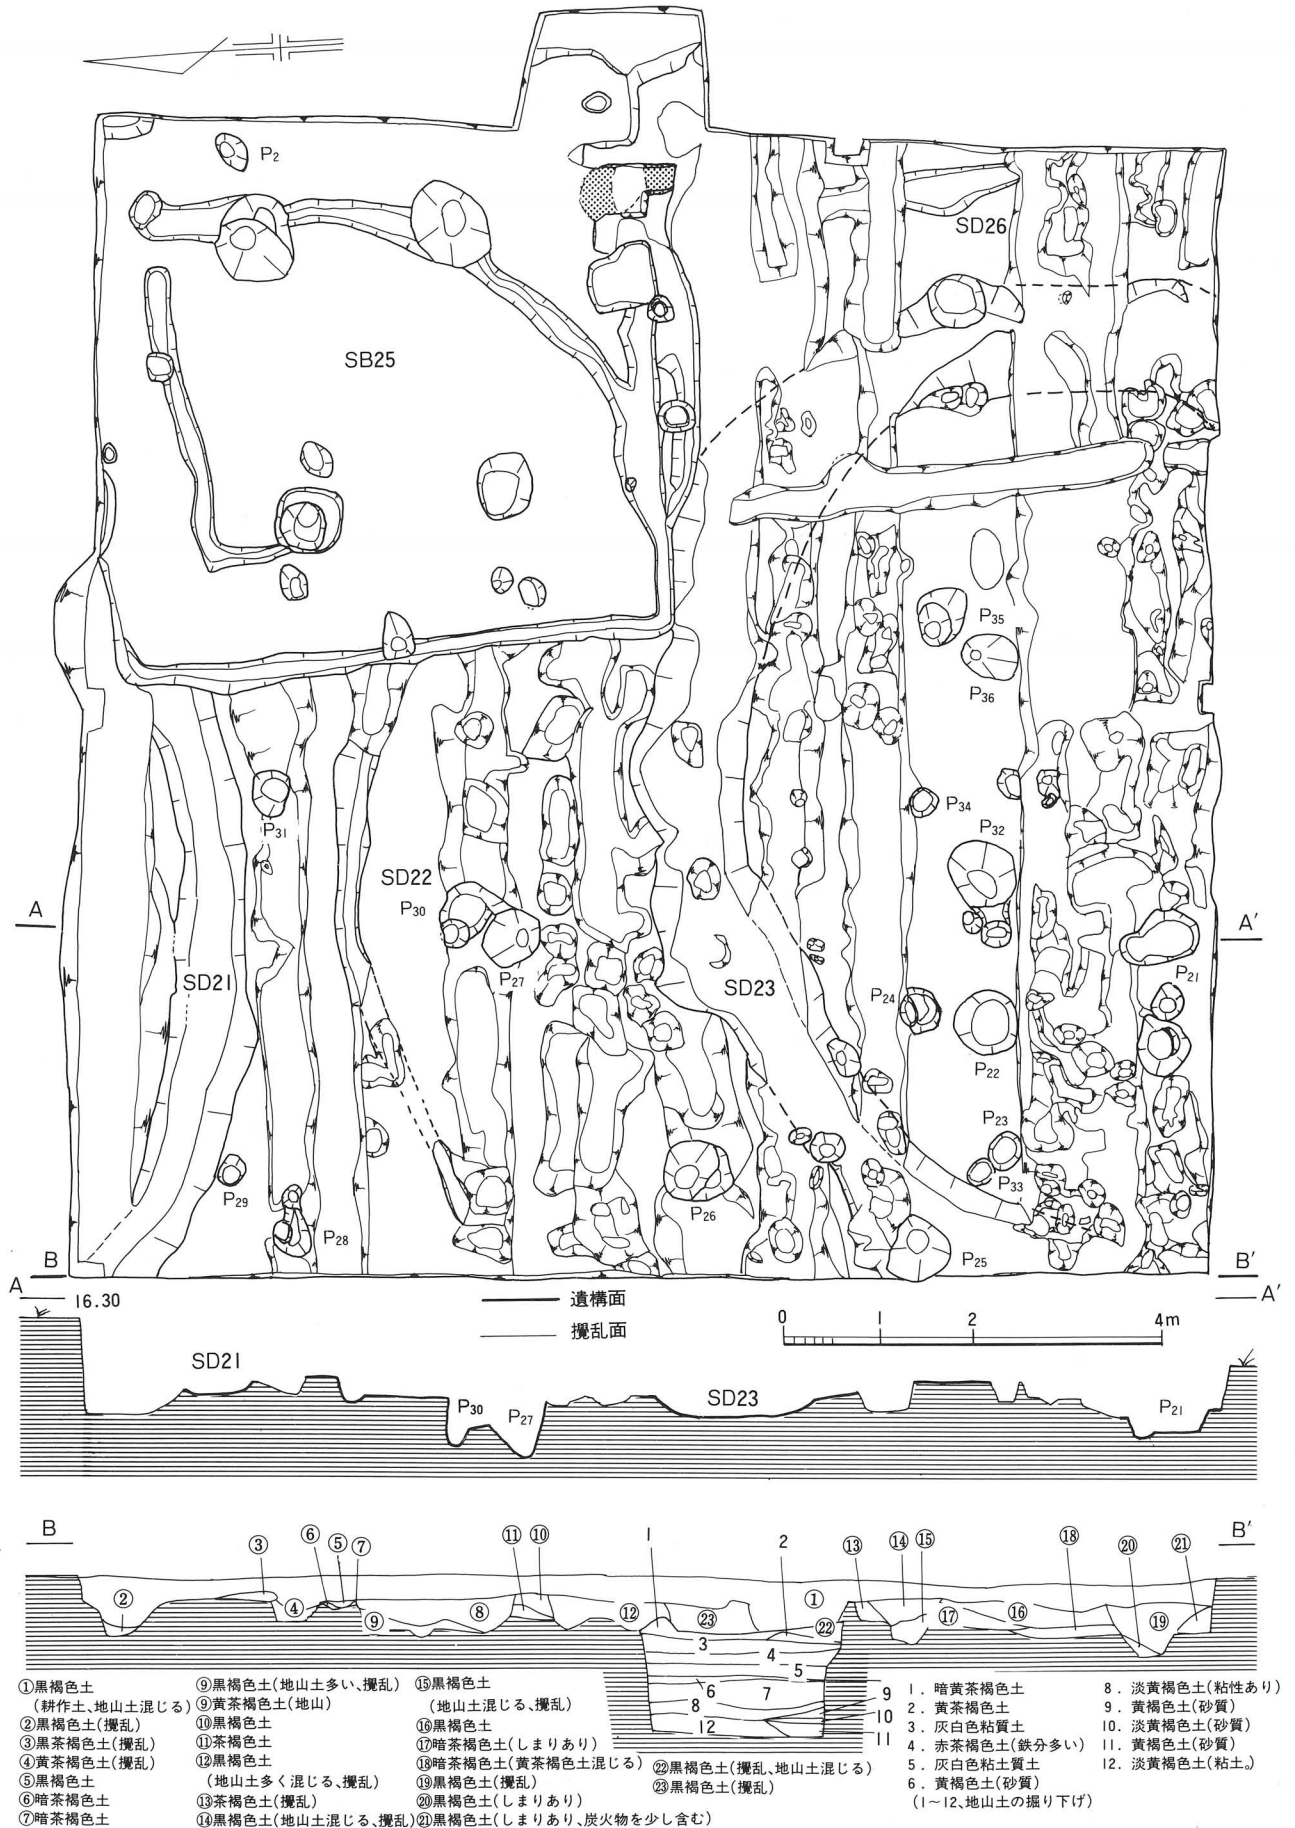 P2
SD26
SB25
P35
P36
P31
P34
P32
SD22
P30
A
A′
P27
SD21
SD23
P21
P24
P22
P23
P29
P33
P26
P28
P25
B
B′
A
A′
16.30
遺構面
攪乱面
0 1 2 4m
SD21
P30
P27
SD23
P21
B
B′
③ ⑥ ⑤ ⑦ ⑪ ⑩ 1 2 ⑬ ⑭ ⑮ ⑱ ⑳ ㉑
② ④ ⑨ ⑧ ⑫ ㉓ ① ㉒ ⑰ ⑯ ⑲
3
4
5
6
7
8
9
10
12
11
①黒褐色土
(耕作土、地山土混じる)
②黒褐色土(攪乱)
③黒茶褐色土(攪乱)
④黄茶褐色土(攪乱)
⑤黒褐色土
⑥暗茶褐色土
⑦暗茶褐色土
⑨黒褐色土(地山土多い、攪乱)
⑨黄茶褐色土(地山)
⑩黒褐色土
⑪茶褐色土
⑫黒褐色土
(地山土多く混じる、攪乱)
⑬茶褐色土(攪乱)
⑭黒褐色土(地山土混じる、攪乱)
⑮黒褐色土
(地山土混じる、攪乱)
⑯黒褐色土
⑰暗茶褐色土(しまりあり)
⑱暗茶褐色土(黄茶褐色土混じる)
⑲黒褐色土(攪乱)
⑳黒褐色土(しまりあり)
㉑黒褐色土(しまりあり、炭火物を少し含む)
㉒黒褐色土(攪乱、地山土混じる)
㉓黒褐色土(攪乱)
1. 暗黄茶褐色土
2. 黄茶褐色土
3. 灰白色粘質土
4. 赤茶褐色土(鉄分多い)
5. 灰白色粘土質土
6. 黄褐色土(砂質)
(1〜12、地山土の掘り下げ)
8. 淡黄褐色土(粘性あり)
9. 黄褐色土(砂質)
10. 淡黄褐色土(砂質)
11. 黄褐色土(砂質)
12. 淡黄褐色土(粘土。)